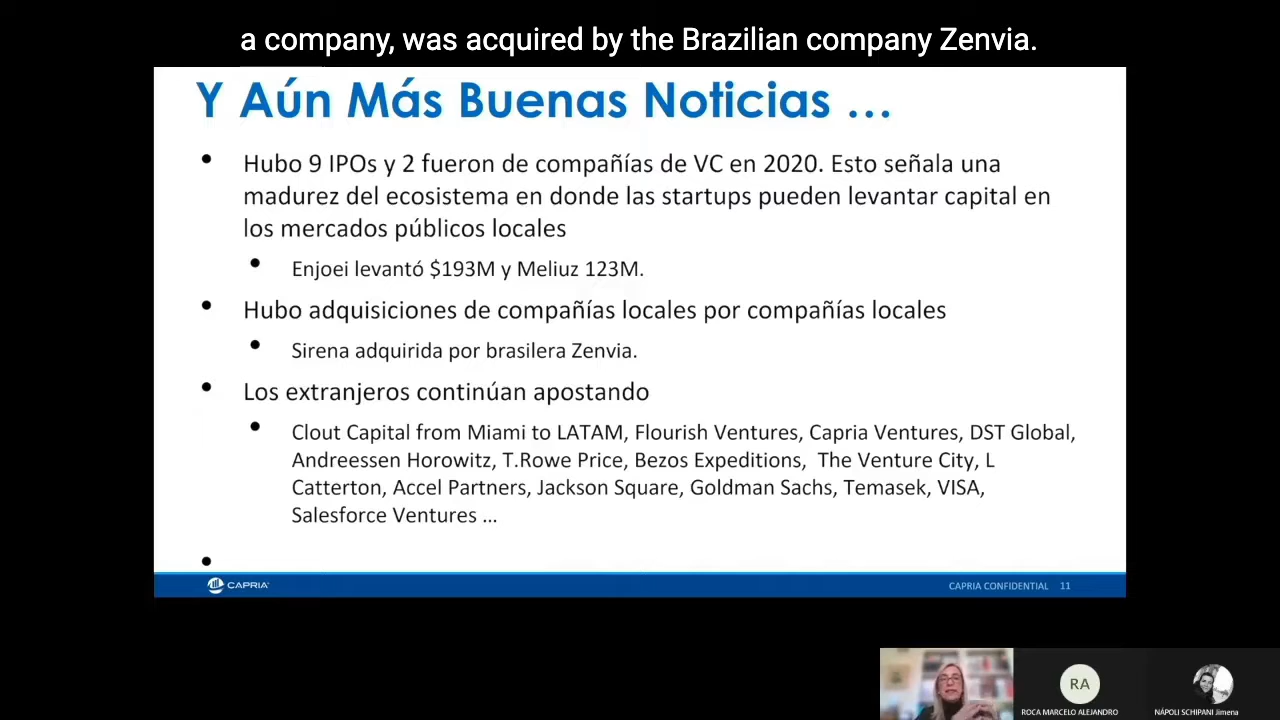 a company, was acquired by the Brazilian company Zenvia.
Y Aún Más Buenas Noticias ...
Hubo 9 IPOs y 2 fueron de compañías de VC en 2020. Esto señala una
madurez del ecosistema en donde las startups pueden levantar capital en
los mercados públicos locales
Enjoei levantó $193M y Meliuz 123M.
Hubo adquisiciones de compañías locales por compañías locales
Sirena adquirida por brasilera Zenvia.
Los extranjeros continúan apostando
Clout Capital from Miami to LATAM, Flourish Ventures, Capria Ventures, DST Global,
Andreessen Horowitz, T.Rowe Price, Bezos Expeditions, The Venture City, L
Catterton, Accel Partners, Jackson Square, Goldman Sachs, Temasek, VISA,
Salesforce Ventures ...
CAPRIA
CAPRIA CONFIDENTIAL 11
RA
ROCA MARCELO ALEJANDRO
NÁPOLI SCHIPANI Jimena